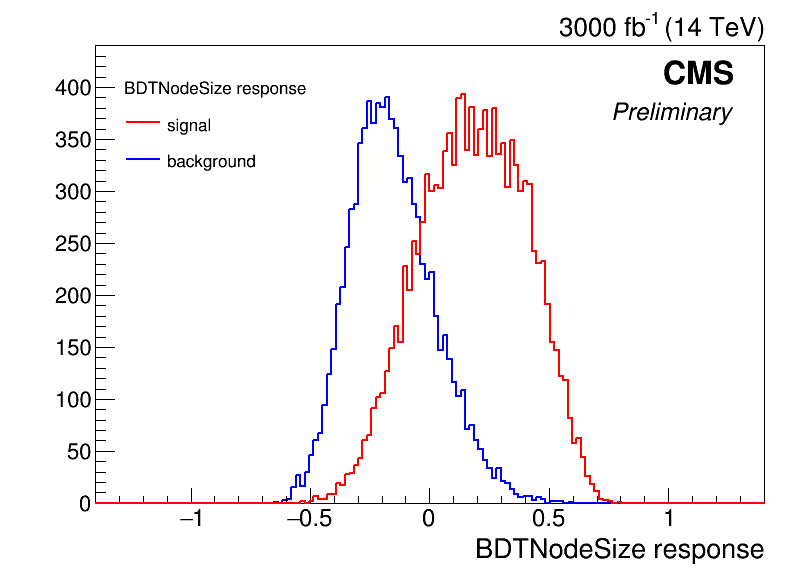 3000 fb⁻¹ (14 TeV)
CMS
Preliminary
BDTNodeSize response
signal
background
400
350
300
250
200
150
100
50
0
−1
−0.5
0
0.5
1
BDTNodeSize response